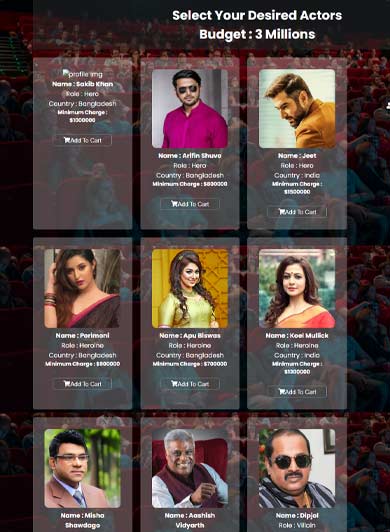 Select Your Desired Actors
Budget : 3 Millions
profile img
Name : Sakib Khan
Role : Hero
Country : Bangladesh
Minimum Charge :
$1000000
Add To Cart
Name : Arifin Shuvo
Role : Hero
Country : Bangladesh
Minimum Charge : $800000
Add To Cart
Name : Jeet
Role : Hero
Country : India
Minimum Charge :
$1500000
Add To Cart
Name : Porimoni
Role : Heroine
Country : Bangladesh
Minimum Charge : $800000
Add To Cart
Name : Apu Biswas
Role : Heroine
Country : Bangladesh
Minimum Charge : $700000
Add To Cart
Name : Koel Mullick
Role : Heroine
Country : India
Minimum Charge :
$1300000
Add To Cart
Name : Misha
Shawdago
Name : Aashish
Vidyarth
Name : Dipjol
Role : Villain